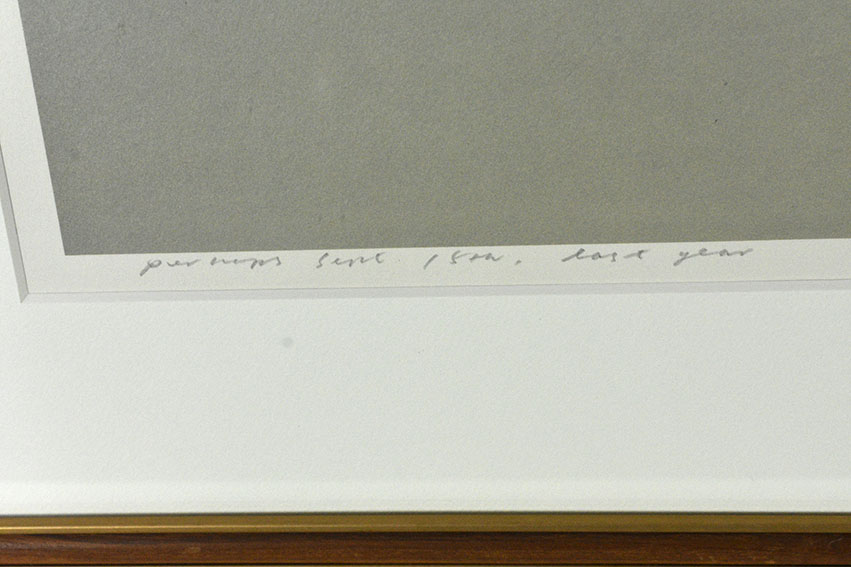 perhaps Sept. 15th. last year